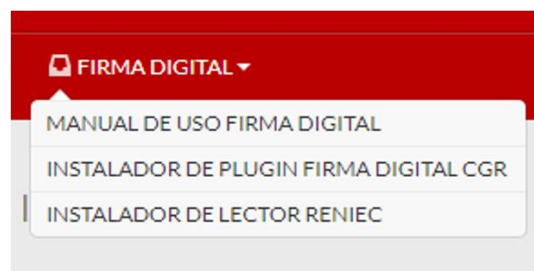 FIRMA DIGITAL
MANUAL DE USO FIRMA DIGITAL
INSTALADOR DE PLUGIN FIRMA DIGITAL CGR
INSTALADOR DE LECTOR RENIEC